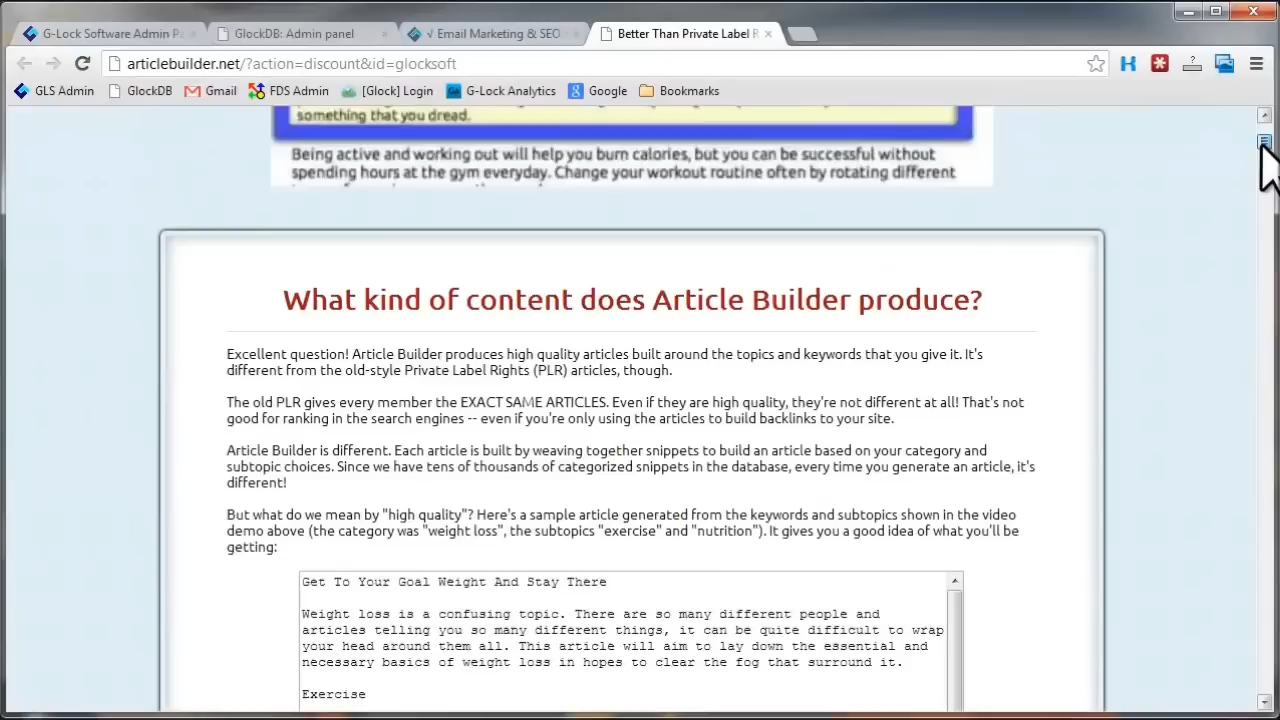 G-Lock Software Admin Pa
GlockDB: Admin panel
√ Email Marketing & SEO
Better Than Private Label R
articlebuilder.net/?action=discount&id=glocksoft
GLS Admin
GlockDB
Gmail
FDS Admin
[Glock] Login
G-Lock Analytics
Google
Bookmarks
something that you dread.
Being active and working out will help you burn calories, but you can be successful without
spending hours at the gym everyday. Change your workout routine often by rotating different
What kind of content does Article Builder produce?
Excellent question! Article Builder produces high quality articles built around the topics and keywords that you give it. It's
different from the old-style Private Label Rights (PLR) articles, though.
The old PLR gives every member the EXACT SAME ARTICLES. Even if they are high quality, they're not different at all! That's not
good for ranking in the search engines -- even if you're only using the articles to build backlinks to your site.
Article Builder is different. Each article is built by weaving together snippets to build an article based on your category and
subtopic choices. Since we have tens of thousands of categorized snippets in the database, every time you generate an article, it's
different!
But what do we mean by "high quality"? Here's a sample article generated from the keywords and subtopics shown in the video
demo above (the category was "weight loss", the subtopics "exercise" and "nutrition"). It gives you a good idea of what you'll be
getting:
Get To Your Goal Weight And Stay There
Weight loss is a confusing topic. There are so many different people and
articles telling you so many different things, it can be quite difficult to wrap
your head around them all. This article will aim to lay down the essential and
necessary basics of weight loss in hopes to clear the fog that surround it.
Exercise